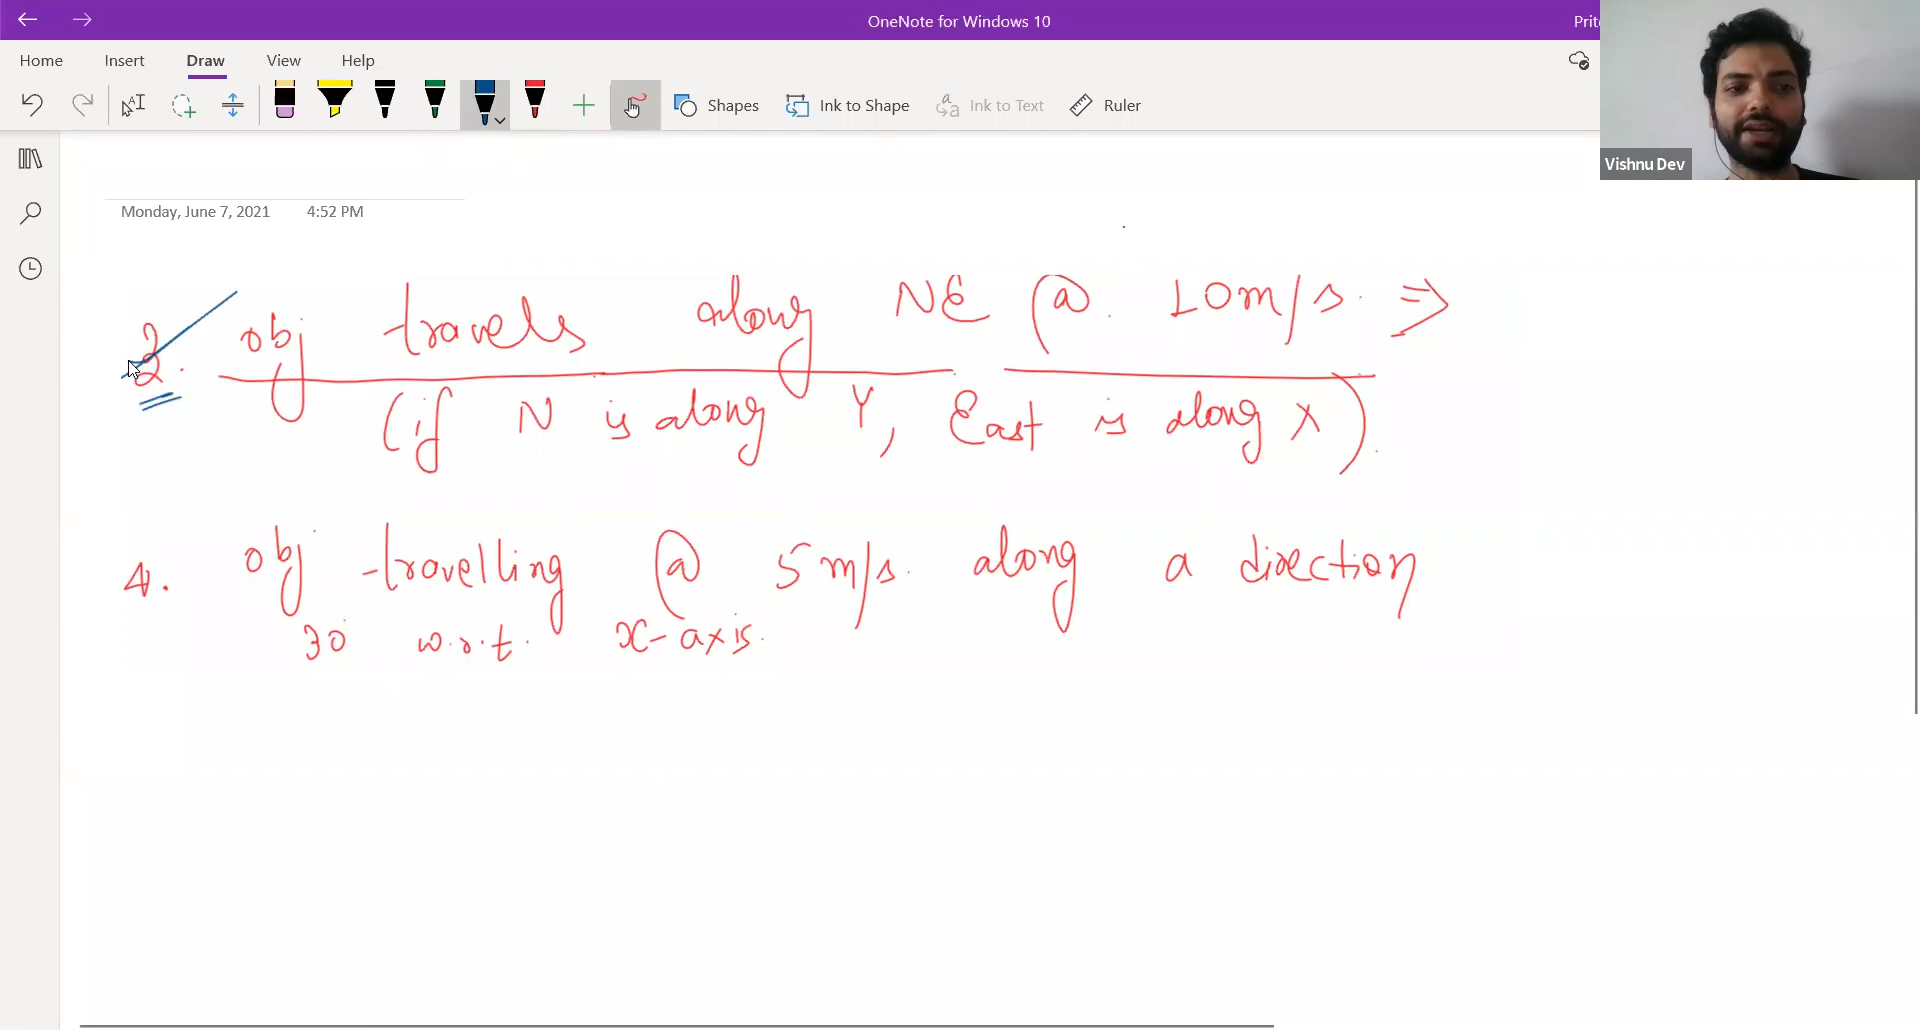 OneNote for Windows 10
Home Insert Draw View Help
Shapes Ink to Shape Ink to Text Ruler
Vishnu Dev
Monday, June 7, 2021 4:52 PM
obj travels along NE @ 10m/s. ⇒
(if N is along Y, East is along X).
4. obj travelling @ 5 m/s. along a direction
30° w.r.t. x-axis.